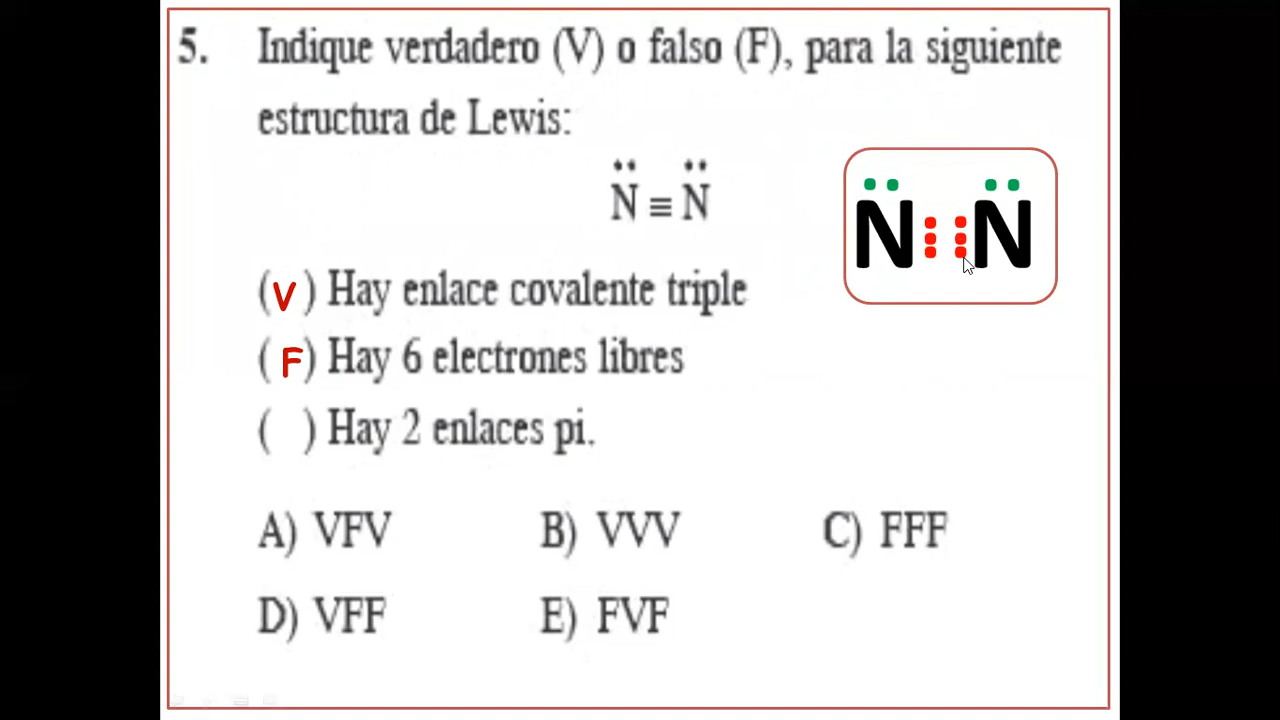 5. Indique verdadero (V) o falso (F), para la siguiente
estructura de Lewis:
N̈ ≡ N̈
N̈ ⫶⫶ N̈
(V) Hay enlace covalente triple
(F) Hay 6 electrones libres
( ) Hay 2 enlaces pi.
A) VFV B) VVV C) FFF
D) VFF E) FVF